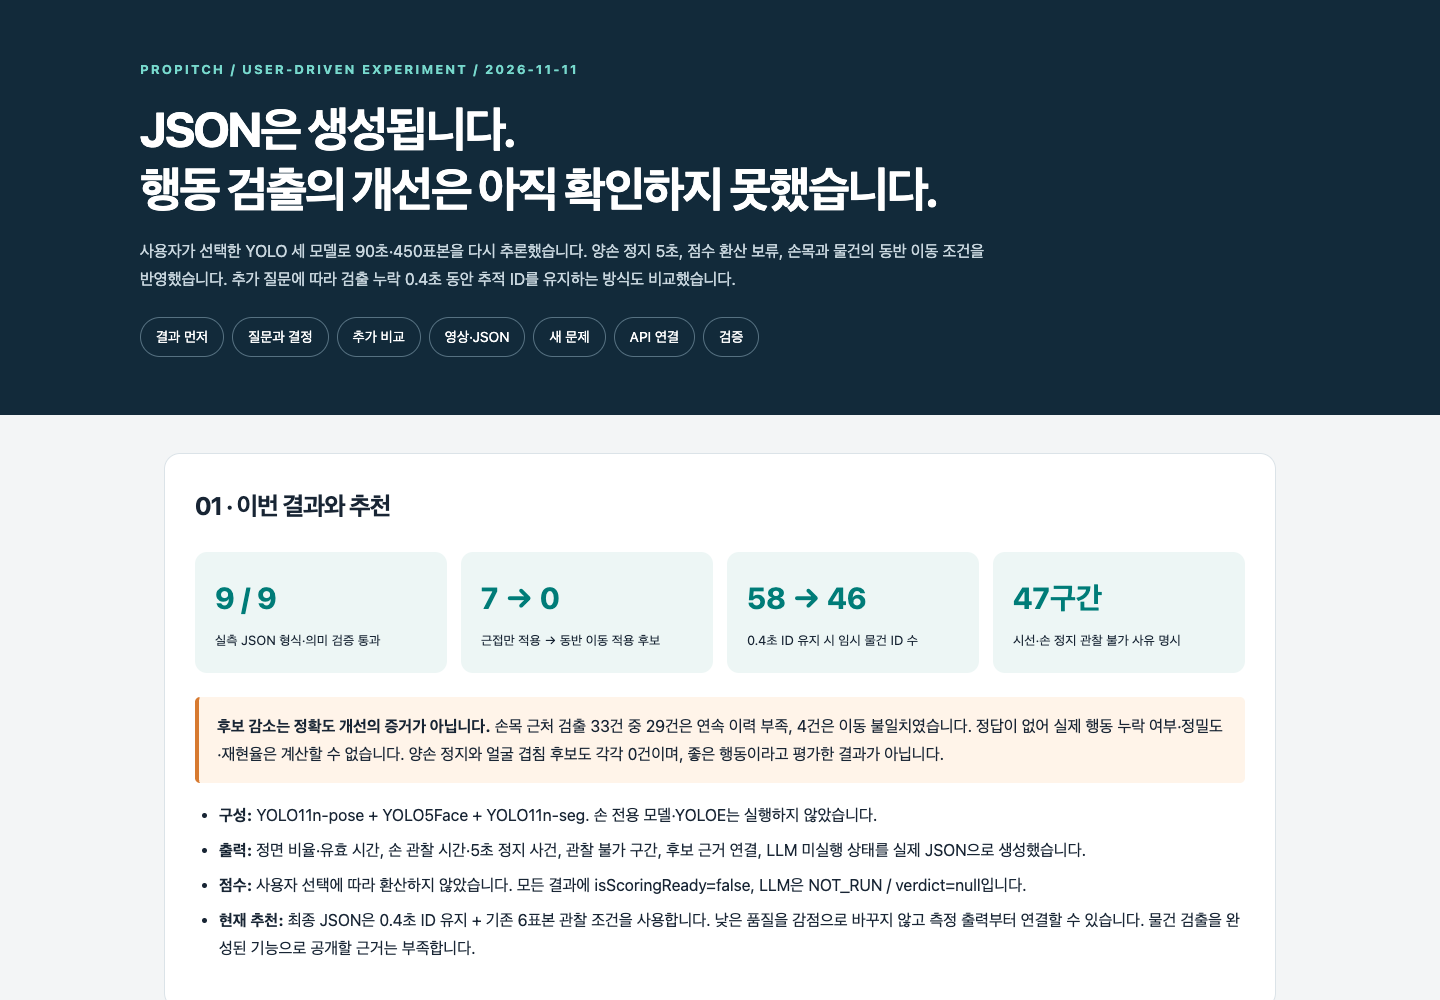 PROPITCH / USER-DRIVEN EXPERIMENT / 2026-11-11
JSON은 생성됩니다.
행동 검출의 개선은 아직 확인하지 못했습니다.
사용자가 선택한 YOLO 세 모델로 90초·450표본을 다시 추론했습니다. 양손 정지 5초, 점수 환산 보류, 손목과 물건의 동반 이동 조건을
반영했습니다. 추가 질문에 따라 검출 누락 0.4초 동안 추적 ID를 유지하는 방식도 비교했습니다.
결과 먼저
질문과 결정
추가 비교
영상·JSON
새 문제
API 연결
검증
01 · 이번 결과와 추천
9 / 9
실측 JSON 형식·의미 검증 통과
7 → 0
근접만 적용 → 동반 이동 적용 후보
58 → 46
0.4초 ID 유지 시 임시 물건 ID 수
47구간
시선·손 정지 관찰 불가 사유 명시
후보 감소는 정확도 개선의 증거가 아닙니다. 손목 근처 검출 33건 중 29건은 연속 이력 부족, 4건은 이동 불일치였습니다. 정답이 없어 실제 행동 누락 여부·정밀도
·재현율은 계산할 수 없습니다. 양손 정지와 얼굴 겹침 후보도 각각 0건이며, 좋은 행동이라고 평가한 결과가 아닙니다.
• 구성: YOLO11n-pose + YOLO5Face + YOLO11n-seg. 손 전용 모델·YOLOE는 실행하지 않았습니다.
• 출력: 정면 비율·유효 시간, 손 관찰 시간·5초 정지 사건, 관찰 불가 구간, 후보 근거 연결, LLM 미실행 상태를 실제 JSON으로 생성했습니다.
• 점수: 사용자 선택에 따라 환산하지 않았습니다. 모든 결과에 isScoringReady=false, LLM은 NOT_RUN / verdict=null입니다.
• 현재 추천: 최종 JSON은 0.4초 ID 유지 + 기존 6표본 관찰 조건을 사용합니다. 낮은 품질을 감점으로 바꾸지 않고 측정 출력부터 연결할 수 있습니다. 물건 검출을 완
성된 기능으로 공개할 근거는 부족합니다.